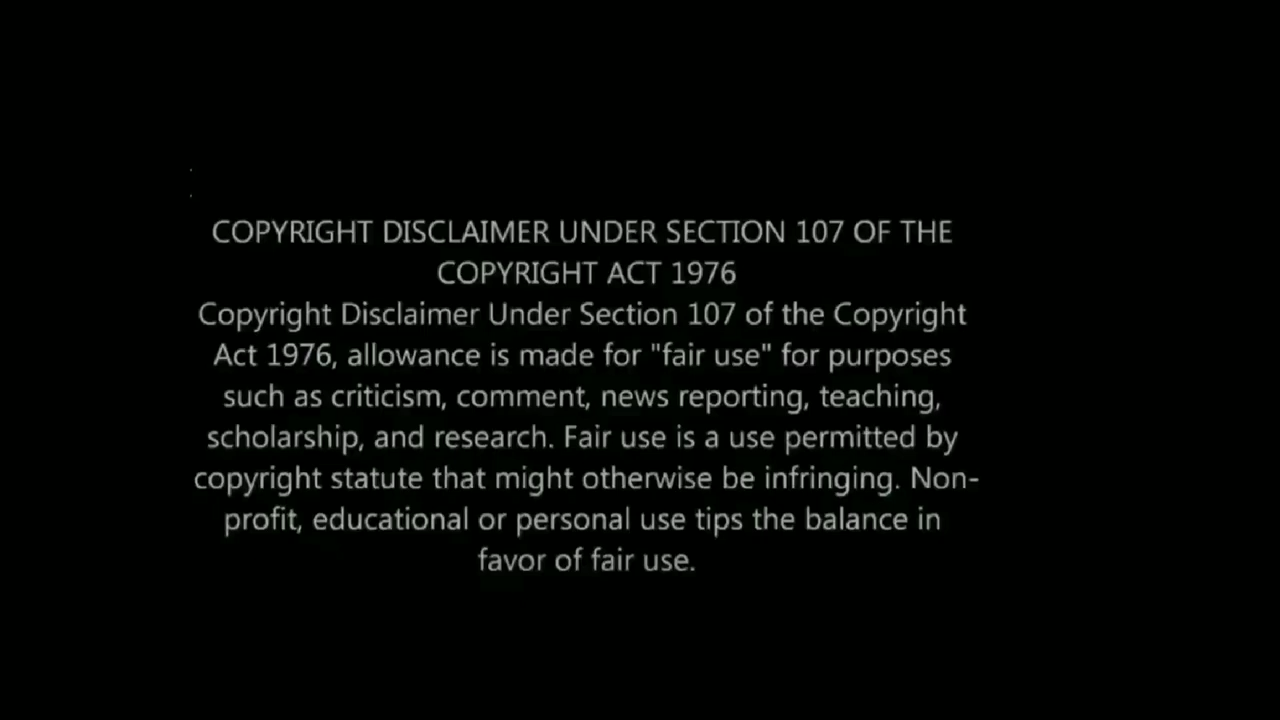 COPYRIGHT DISCLAIMER UNDER SECTION 107 OF THE
COPYRIGHT ACT 1976
Copyright Disclaimer Under Section 107 of the Copyright
Act 1976, allowance is made for "fair use" for purposes
such as criticism, comment, news reporting, teaching,
scholarship, and research. Fair use is a use permitted by
copyright statute that might otherwise be infringing. Non-
profit, educational or personal use tips the balance in
favor of fair use.